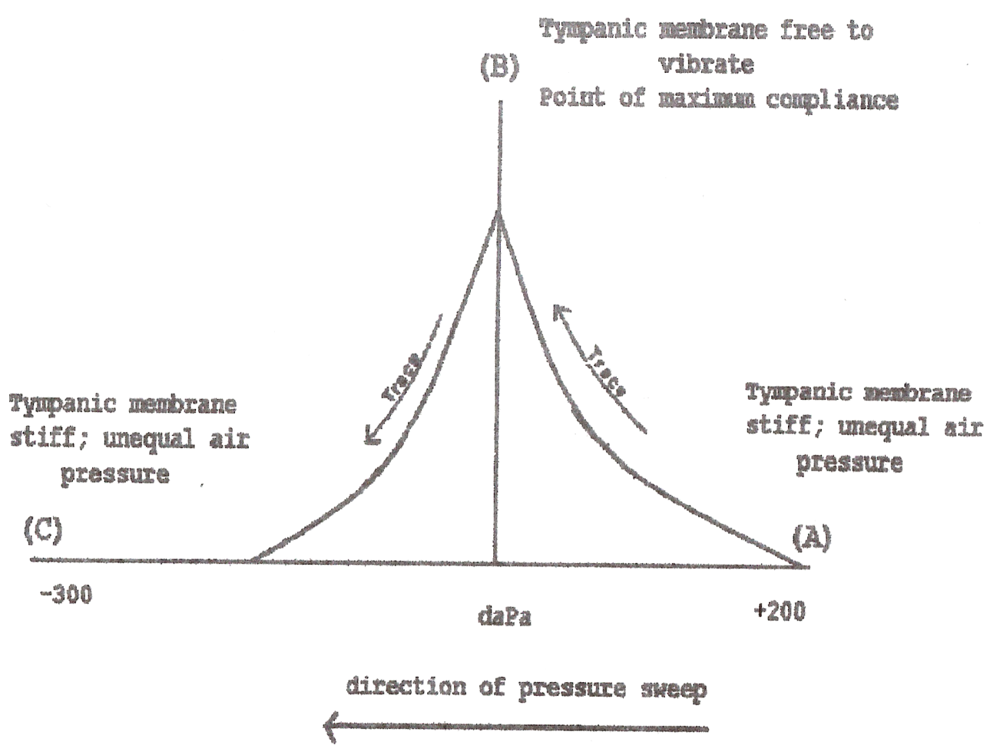 Tympanic membrane free to
vibrate
(B)
Point of maximum compliance
Trace
Trace
Tympanic membrane
stiff; unequal air
pressure
(C)
Tympanic membrane
stiff; unequal air
pressure
(A)
-300
daPa
+200
direction of pressure sweep